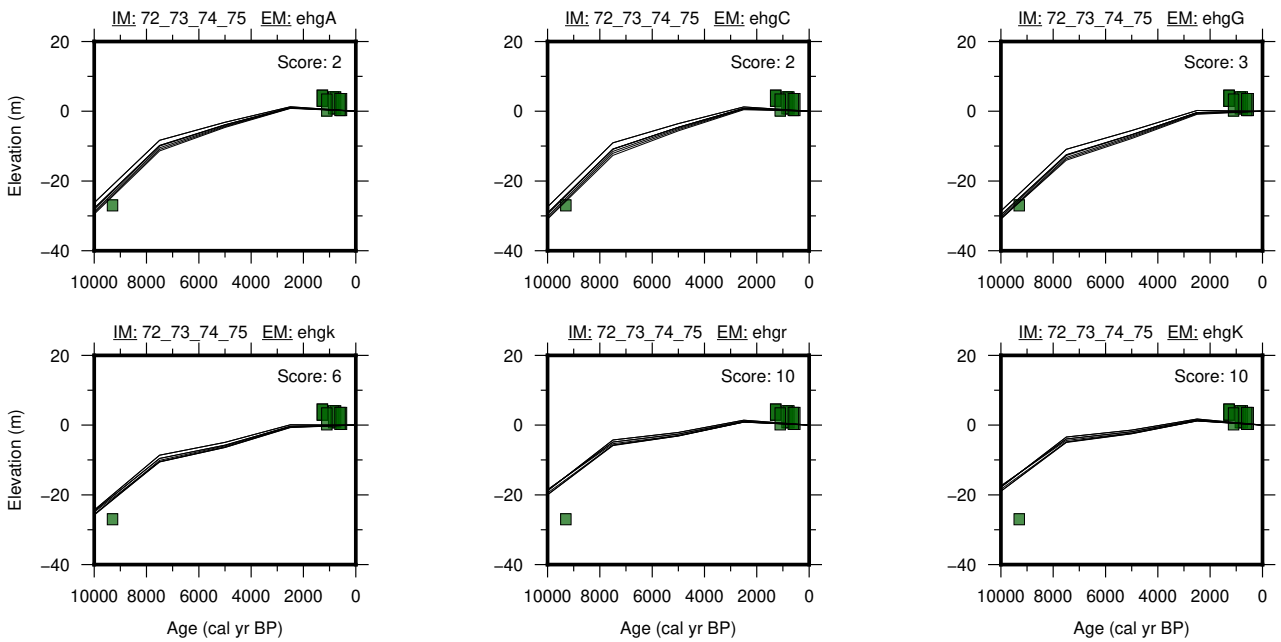 IM: 72_73_74_75 EM: ehgA
IM: 72_73_74_75 EM: ehgC
IM: 72_73_74_75 EM: ehgG
Score: 2
Score: 2
Score: 3
Elevation (m)
20
0
−20
−40
10000 8000 6000 4000 2000 0
10000 8000 6000 4000 2000 0
10000 8000 6000 4000 2000 0
IM: 72_73_74_75 EM: ehgk
IM: 72_73_74_75 EM: ehgr
IM: 72_73_74_75 EM: ehgK
Score: 6
Score: 10
Score: 10
Elevation (m)
20
0
−20
−40
10000 8000 6000 4000 2000 0
10000 8000 6000 4000 2000 0
10000 8000 6000 4000 2000 0
Age (cal yr BP)
Age (cal yr BP)
Age (cal yr BP)
20
0
−20
−40
20
0
−20
−40
20
0
−20
−40
20
0
−20
−40